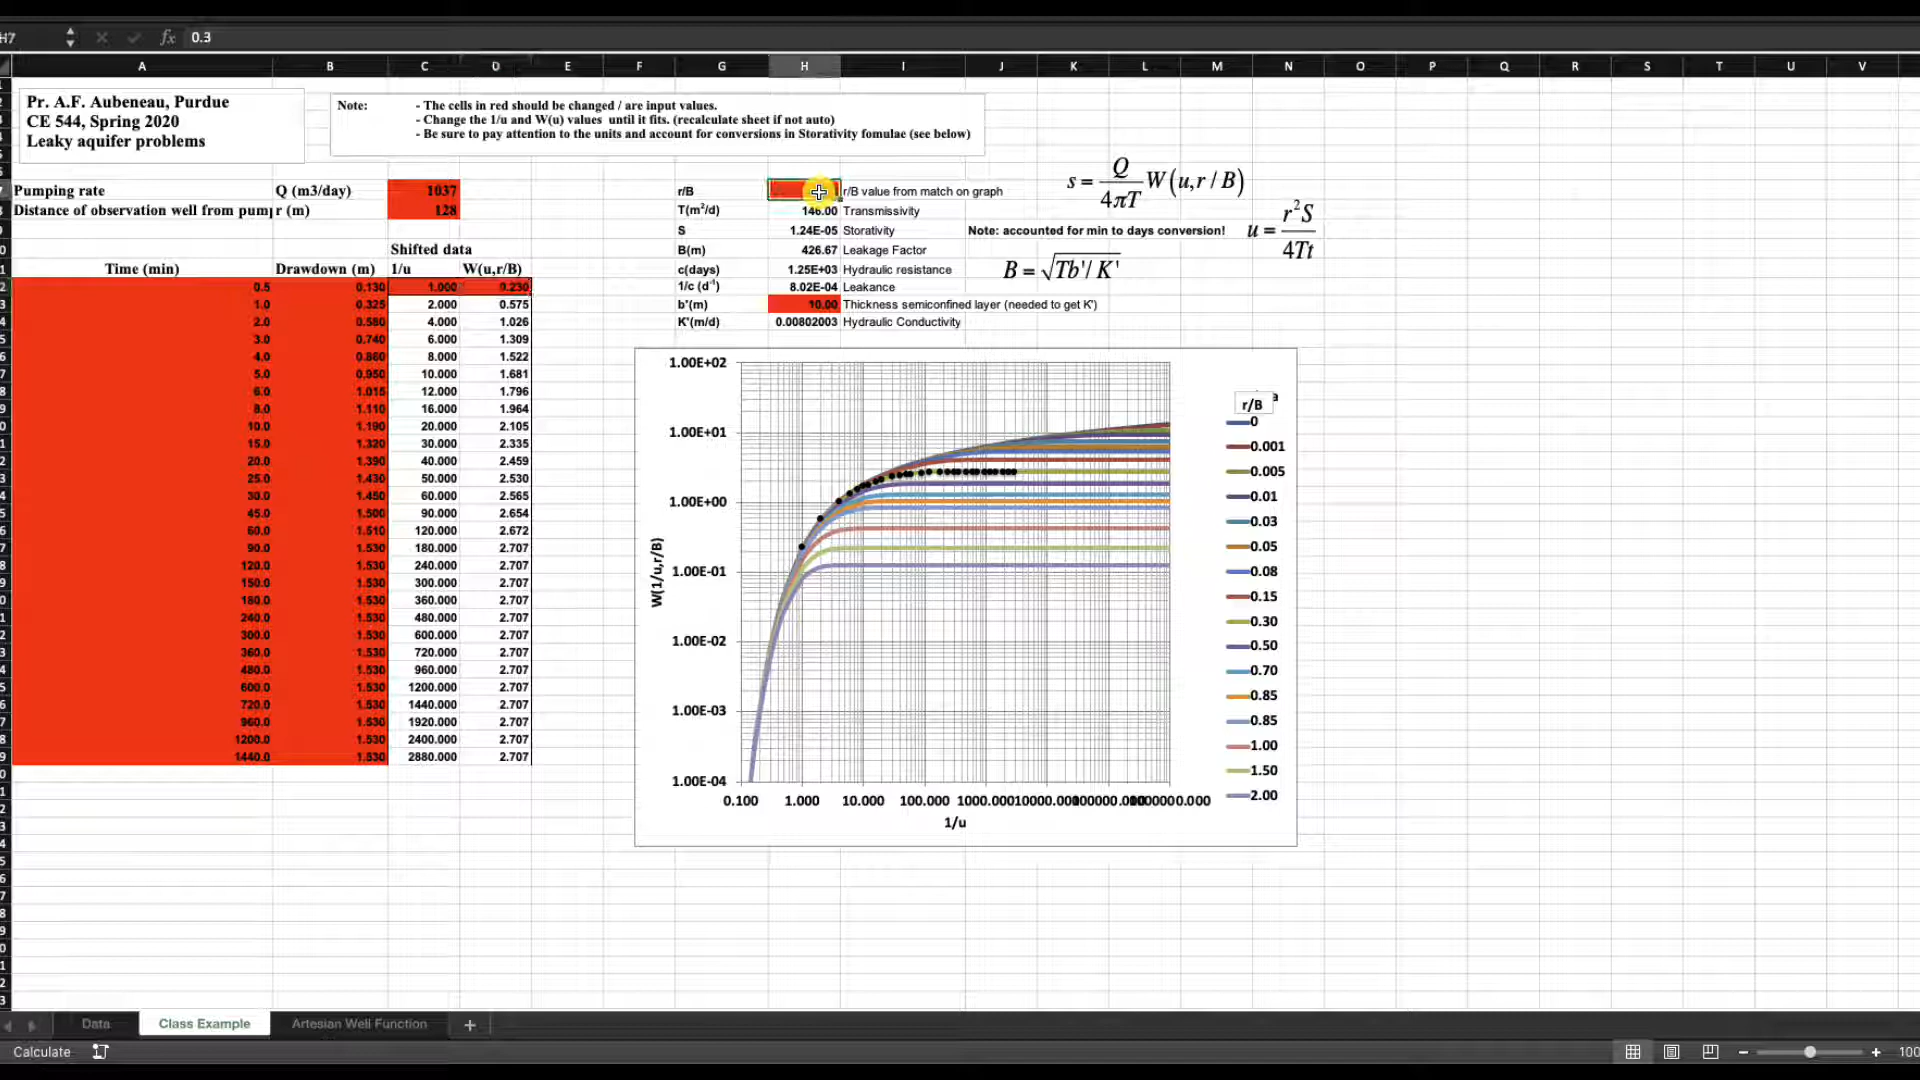 H7 fx 0.3
A B C D E F G H I J K L M N O P Q R S T U V
Pr. A.F. Aubeneau, Purdue
CE 544, Spring 2020
Leaky aquifer problems
Note: - The cells in red should be changed / are input values.
- Change the 1/u and W(u) values until it fits. (recalculate sheet if not auto)
- Be sure to pay attention to the units and account for conversions in Storativity fomulae (see below)
Pumping rate Q (m3/day) 1037
Distance of observation well from pump r (m) 128
Shifted data
Time (min) Drawdown (m) 1/u W(u,r/B)
0.5 0.130 1.000 0.230
1.0 0.325 2.000 0.575
2.0 0.580 4.000 1.026
3.0 0.740 6.000 1.309
4.0 0.860 8.000 1.522
5.0 0.950 10.000 1.681
6.0 1.015 12.000 1.796
8.0 1.110 16.000 1.964
10.0 1.190 20.000 2.105
15.0 1.320 30.000 2.335
20.0 1.390 40.000 2.459
25.0 1.430 50.000 2.530
30.0 1.450 60.000 2.565
45.0 1.500 90.000 2.654
60.0 1.510 120.000 2.672
90.0 1.530 180.000 2.707
120.0 1.530 240.000 2.707
150.0 1.530 300.000 2.707
180.0 1.530 360.000 2.707
240.0 1.530 480.000 2.707
300.0 1.530 600.000 2.707
360.0 1.530 720.000 2.707
480.0 1.530 960.000 2.707
600.0 1.530 1200.000 2.707
720.0 1.530 1440.000 2.707
960.0 1.530 1920.000 2.707
1200.0 1.530 2400.000 2.707
1440.0 1.530 2880.000 2.707
r/B r/B value from match on graph
T(m²/d) 146.00 Transmissivity
S 1.24E-05 Storativity Note: accounted for min to days conversion!
B(m) 426.67 Leakage Factor
c(days) 1.25E+03 Hydraulic resistance
1/c (d⁻¹) 8.02E-04 Leakance
b'(m) 10.00 Thickness semiconfined layer (needed to get K')
K'(m/d) 0.00802003 Hydraulic Conductivity
s = Q/4πT W(u,r/B)
u = r²S/4Tt
B = √Tb'/K'
1.00E+02
1.00E+01
1.00E+00
1.00E-01
1.00E-02
1.00E-03
1.00E-04
W(1/u,r/B)
0.100 1.000 10.000 100.000 1000.000
1/u
r/B
0
0.001
0.005
0.01
0.03
0.05
0.08
0.15
0.30
0.50
0.70
0.85
0.85
1.00
1.50
2.00
Data Class Example Artesian Well Function +
Calculate − + 100